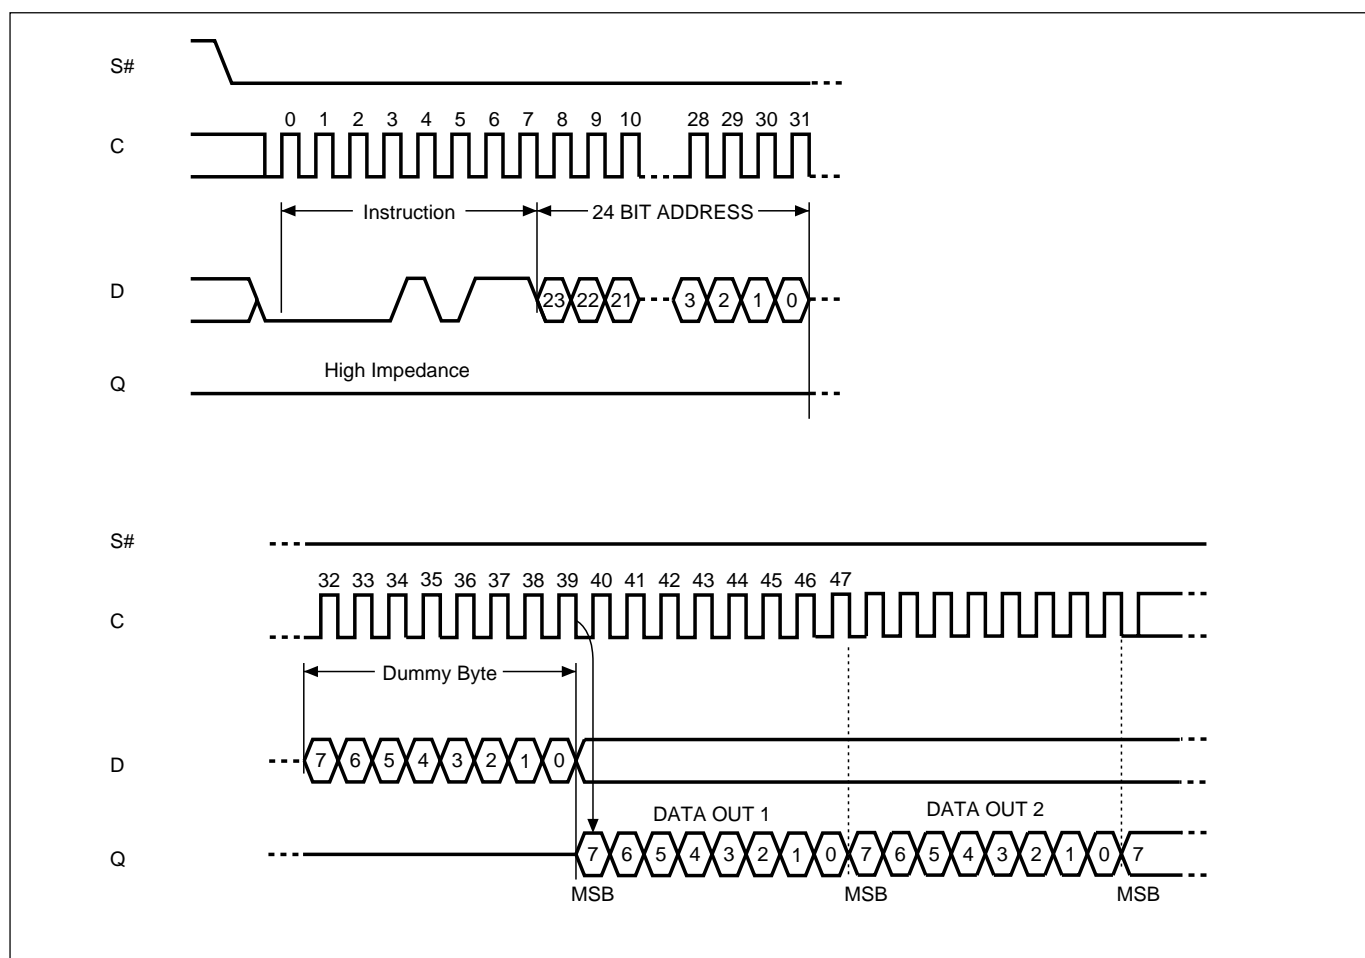 S#
0 1 2 3 4 5 6 7 8 9 10 28 29 30 31
C
Instruction 24 BIT ADDRESS
D
23 22 21 3 2 1 0
High Impedance
Q
S#
32 33 34 35 36 37 38 39 40 41 42 43 44 45 46 47
C
Dummy Byte
D
7 6 5 4 3 2 1 0
DATA OUT 1 DATA OUT 2
Q
7 6 5 4 3 2 1 0 7 6 5 4 3 2 1 0 7
MSB MSB MSB